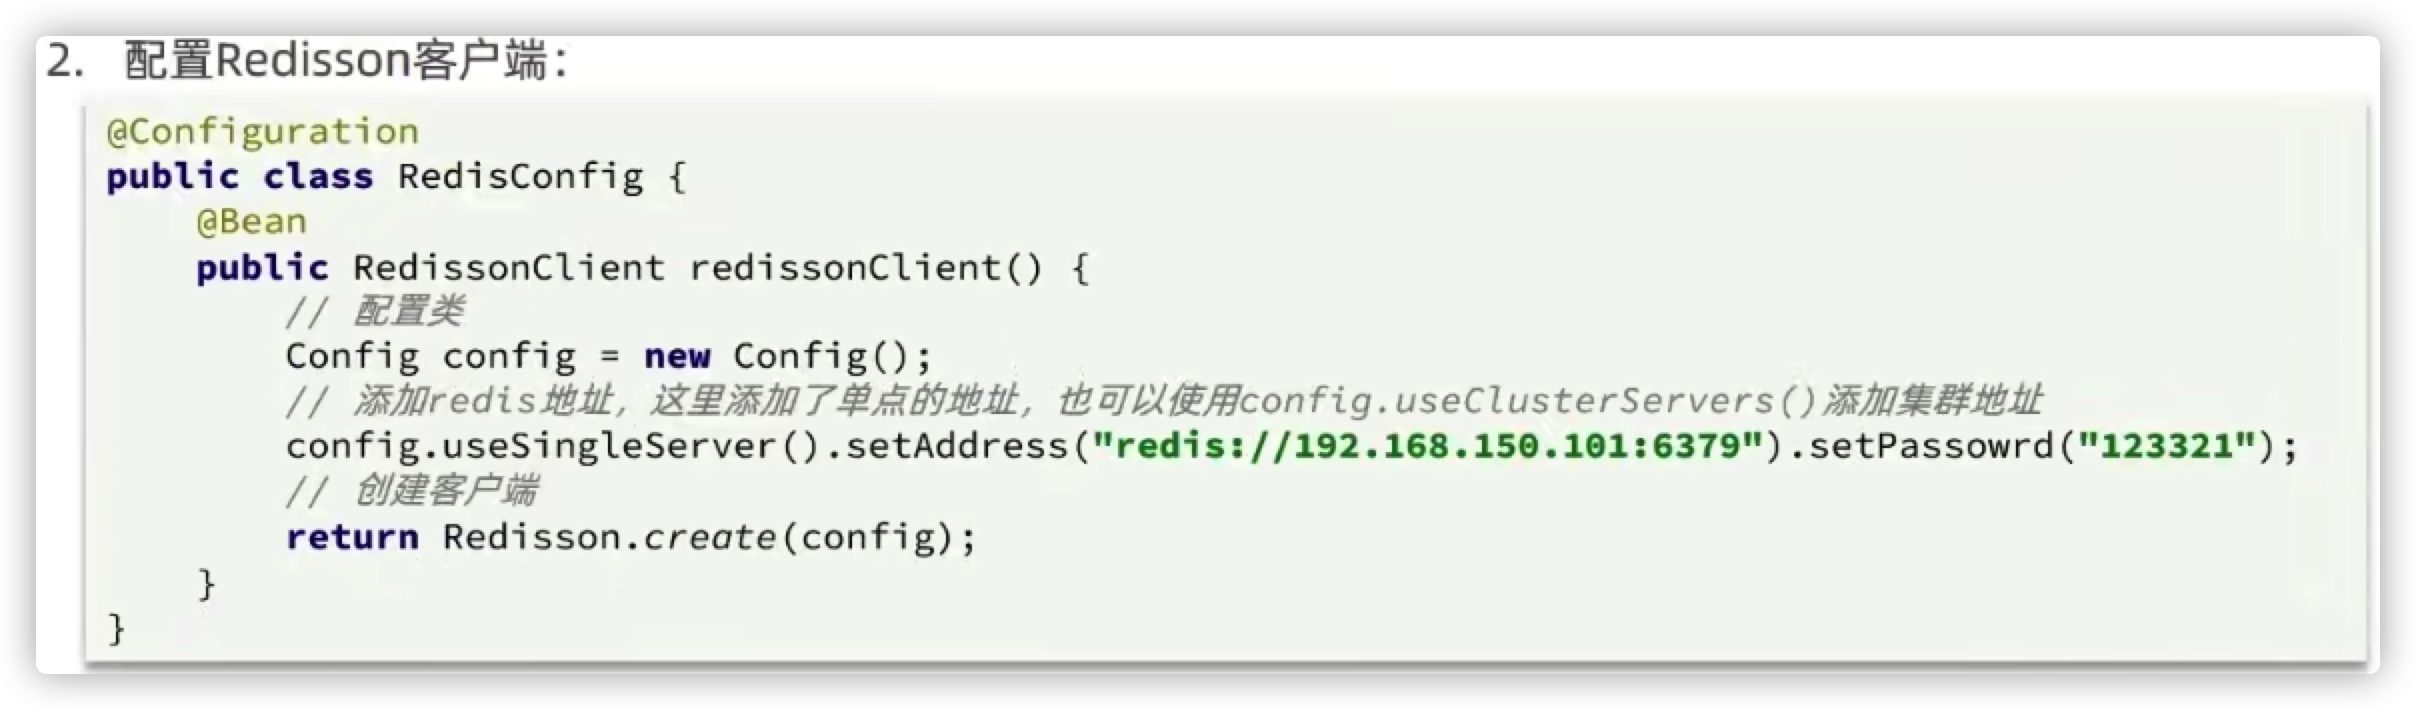 2. 配置Redisson客户端：
@Configuration
public class RedisConfig {
@Bean
public RedissonClient redissonClient() {
// 配置类
Config config = new Config();
// 添加redis地址，这里添加了单点的地址，也可以使用config.useClusterServers()添加集群地址
config.useSingleServer().setAddress("redis://192.168.150.101:6379").setPassowrd("123321");
// 创建客户端
return Redisson.create(config);
}
}